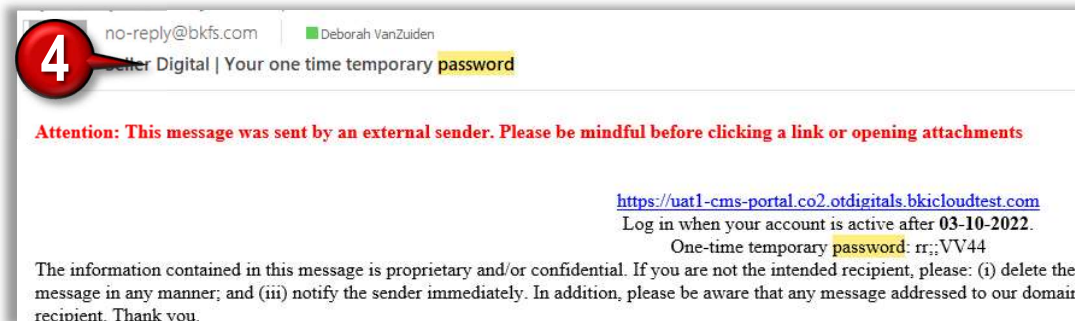 no-reply@bkfs.com Deborah VanZuiden
4
Digital | Your one time temporary password
Attention: This message was sent by an external sender. Please be mindful before clicking a link or opening attachments
https://uat1-cms-portal.co2.otdigitals.bkicloudtest.com
Log in when your account is active after 03-10-2022.
One-time temporary password: rr;;VV44
The information contained in this message is proprietary and/or confidential. If you are not the intended recipient, please: (i) delete the
message in any manner; and (iii) notify the sender immediately. In addition, please be aware that any message addressed to our domain
recipient. Thank you.